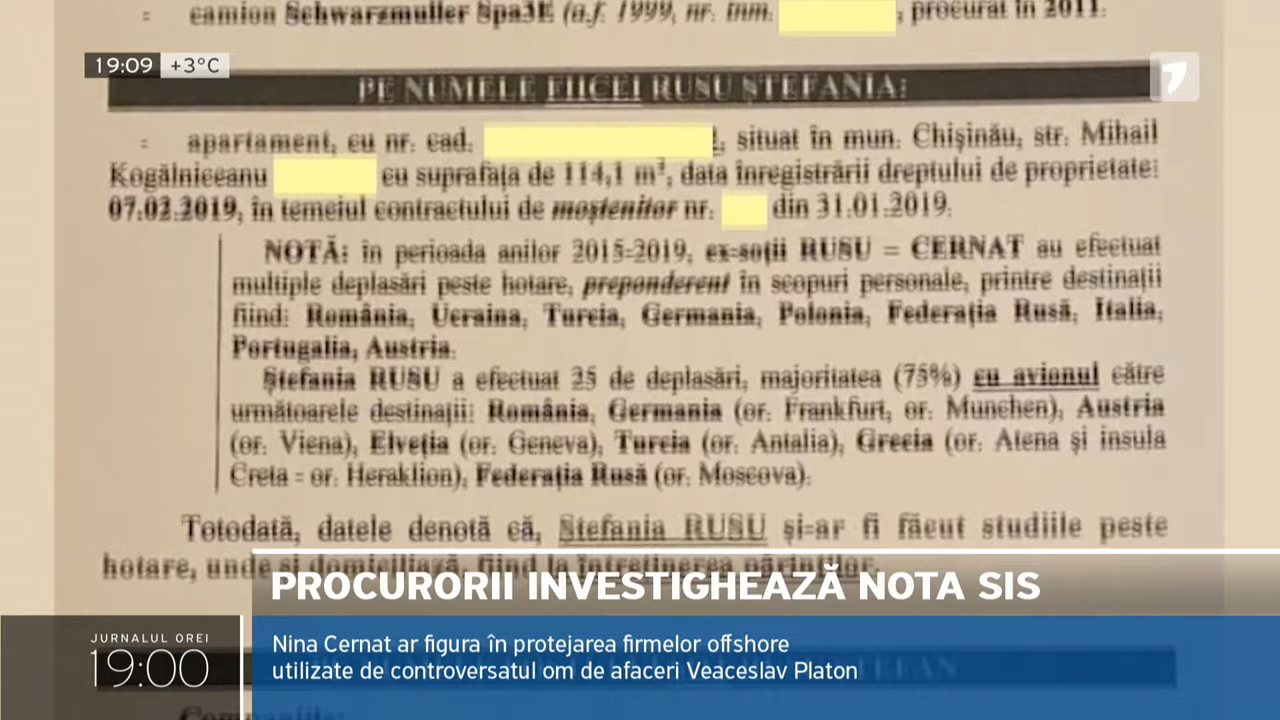 camion Schwarzmuller Spa3E (a.f. 1999, nr. înm. , procurat în 2011.
19:09 +3°C
PE NUMELE FIICEI RUSU ȘTEFANIA:
- apartament, cu nr. cad. , situat în mun. Chișinău, str. Mihail
Kogălniceanu cu suprafața de 114,1 m², data înregistrării dreptului de proprietate:
07.02.2019, în temeiul contractului de moștenitor nr. din 31.01.2019.
NOTĂ: în perioada anilor 2015-2019, ex-soții RUSU – CERNAT au efectuat
multiple deplasări peste hotare, preponderent în scopuri personale, printre destinații
fiind: România, Ucraina, Turcia, Germania, Polonia, Federația Rusă, Italia,
Portugalia, Austria.
Ștefania RUSU a efectuat 25 de deplasări, majoritatea (75%) cu avionul către
următoarele destinații: România, Germania (or. Frankfurt, or. Munchen), Austria
(or. Viena), Elveția (or. Geneva), Turcia (or. Antalia), Grecia (or. Atena și insula
Creta - or. Heraklion), Federația Rusă (or. Moscova).
Totodată, datele denotă că, Ștefania RUSU și-ar fi făcut studiile peste
hotare, unde și domiciliază, fiind la întreținerea părinților.
PROCURORII INVESTIGHEAZĂ NOTA SIS
JURNALUL OREI
19:00
Nina Cernat ar figura în protejarea firmelor offshore
utilizate de controversatul om de afaceri Veaceslav Platon